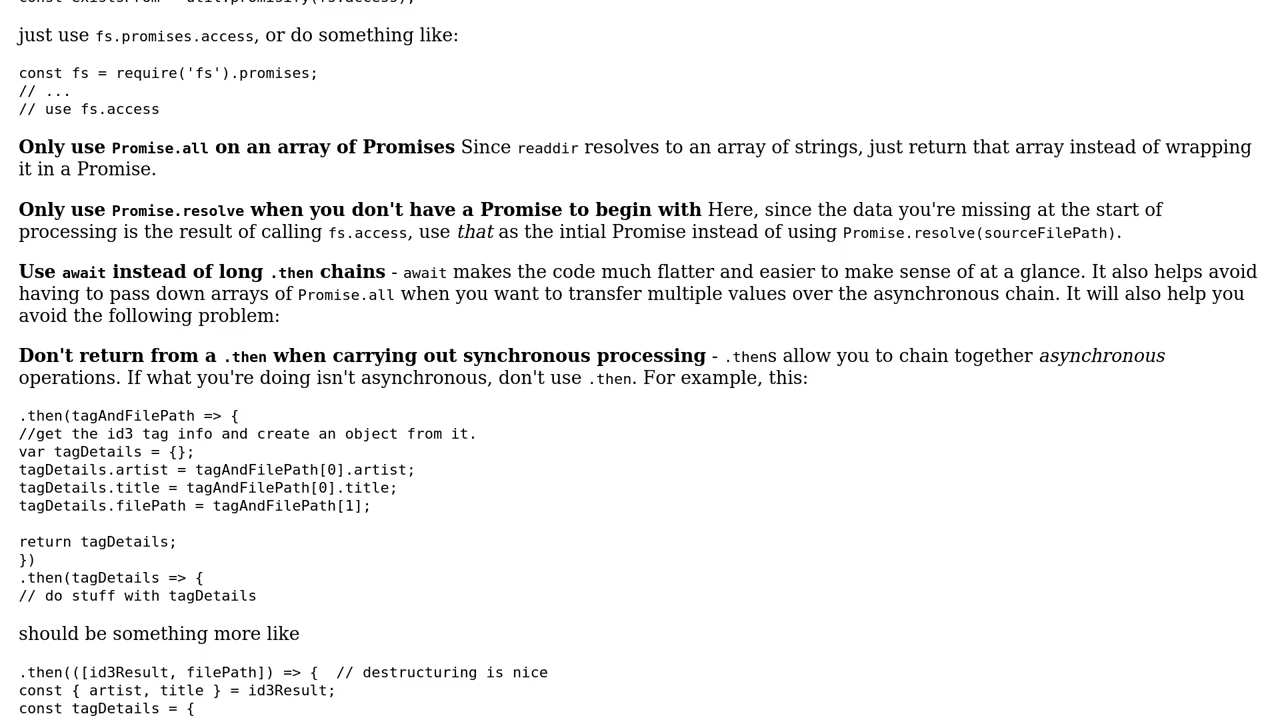 const existsProm = util.promisify(fs.access);
just use fs.promises.access, or do something like:
const fs = require('fs').promises;
// ...
// use fs.access
Only use Promise.all on an array of Promises Since readdir resolves to an array of strings, just return that array instead of wrapping
it in a Promise.
Only use Promise.resolve when you don't have a Promise to begin with Here, since the data you're missing at the start of
processing is the result of calling fs.access, use that as the intial Promise instead of using Promise.resolve(sourceFilePath).
Use await instead of long .then chains - await makes the code much flatter and easier to make sense of at a glance. It also helps avoid
having to pass down arrays of Promise.all when you want to transfer multiple values over the asynchronous chain. It will also help you
avoid the following problem:
Don't return from a .then when carrying out synchronous processing - .thens allow you to chain together asynchronous
operations. If what you're doing isn't asynchronous, don't use .then. For example, this:
.then(tagAndFilePath => {
//get the id3 tag info and create an object from it.
var tagDetails = {};
tagDetails.artist = tagAndFilePath[0].artist;
tagDetails.title = tagAndFilePath[0].title;
tagDetails.filePath = tagAndFilePath[1];
return tagDetails;
})
.then(tagDetails => {
// do stuff with tagDetails
should be something more like
.then(([id3Result, filePath]) => {  // destructuring is nice
const { artist, title } = id3Result;
const tagDetails = {